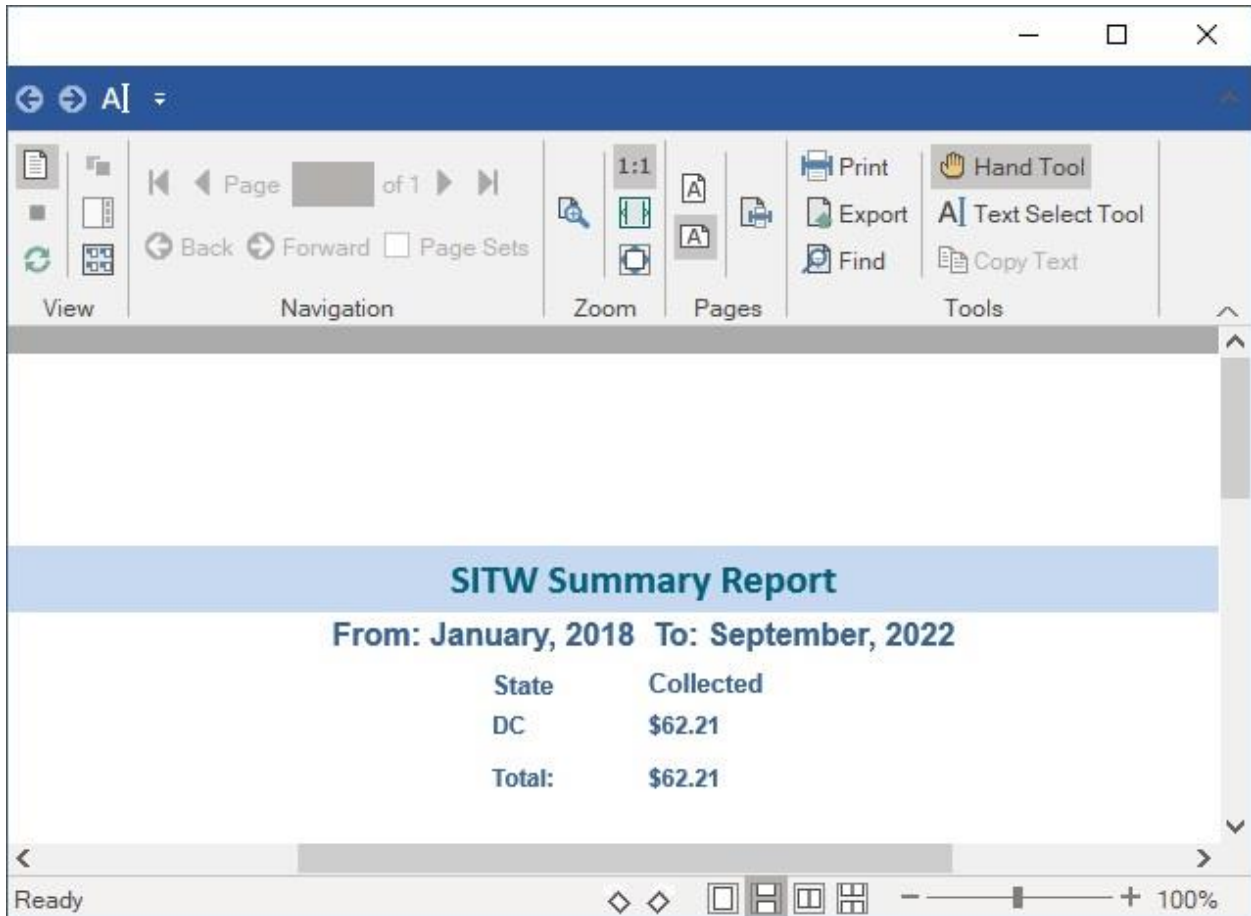 A
1:1
Page of 1
A
Print
Hand Tool
Export
A Text Select Tool
Back Forward Page Sets
A
Find
Copy Text
View
Navigation
Zoom
Pages
Tools
SITW Summary Report
From: January, 2018 To: September, 2022
State Collected
DC $62.21
Total: $62.21
Ready
100%